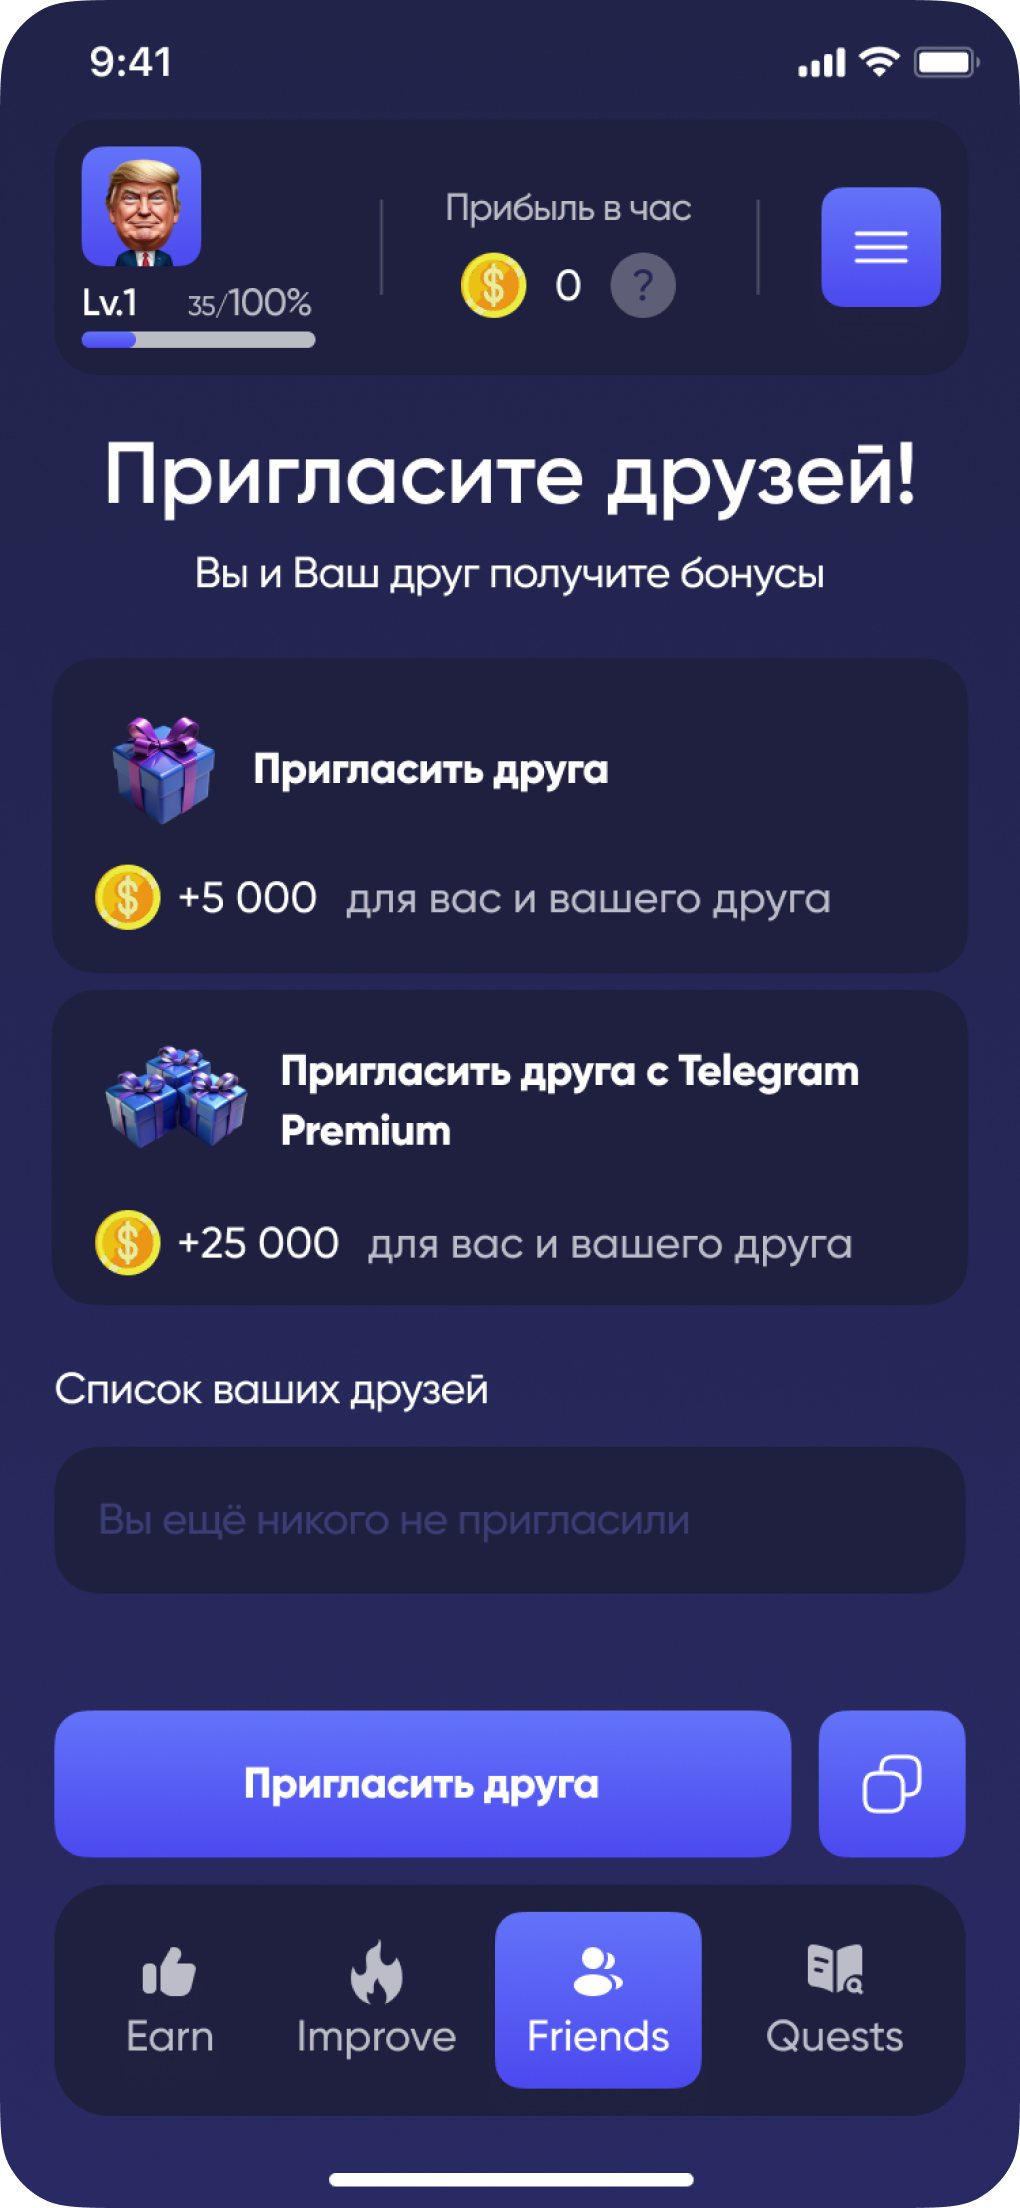 9:41
Прибыль в час
0
?
Lv.1 35/100%
Пригласите друзей!
Вы и Ваш друг получите бонусы
Пригласить друга
+5 000 для вас и вашего друга
Пригласить друга с Telegram
Premium
+25 000 для вас и вашего друга
Список ваших друзей
Вы ещё никого не пригласили
Пригласить друга
Earn Improve Friends Quests